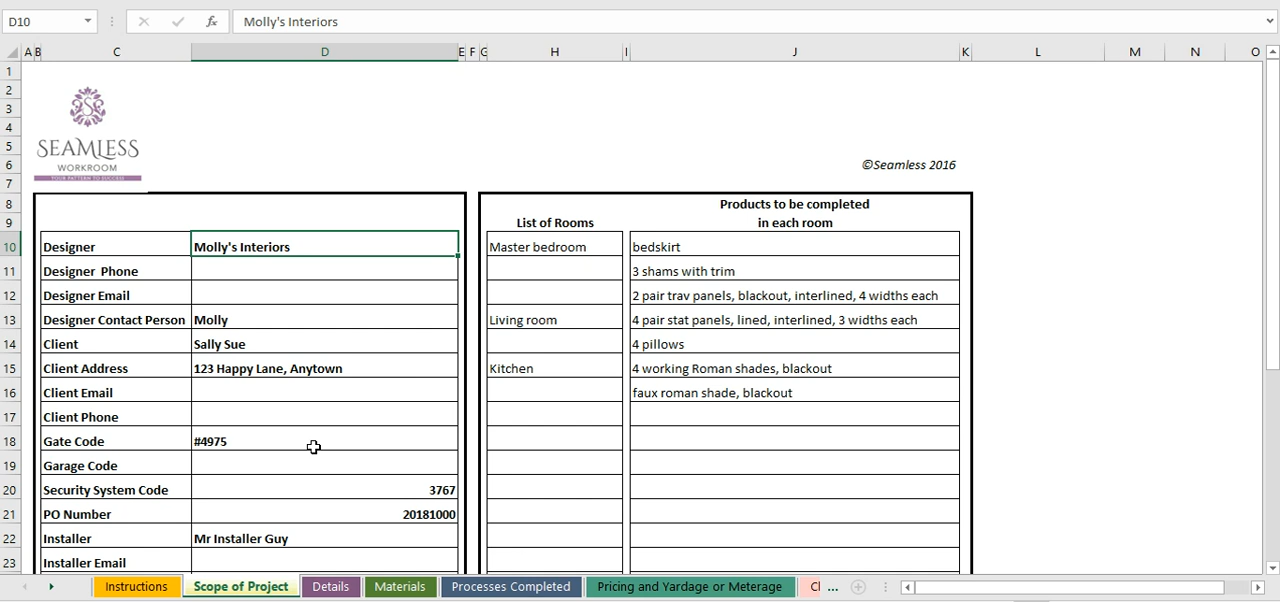 D10
fx
Molly's Interiors
A B C D E F G H I J K L M N O
1
2
3
4
5
6
7
8
9
10
11
12
13
14
15
16
17
18
19
20
21
22
23
SEAMLESS
WORKROOM
YOUR PATTERN TO SUCCESS
©Seamless 2016
Designer Molly's Interiors
Designer Phone
Designer Email
Designer Contact Person Molly
Client Sally Sue
Client Address 123 Happy Lane, Anytown
Client Email
Client Phone
Gate Code #4975
Garage Code
Security System Code 3767
PO Number 20181000
Installer Mr Installer Guy
Installer Email
Products to be completed
List of Rooms in each room
Master bedroom bedskirt
3 shams with trim
2 pair trav panels, blackout, interlined, 4 widths each
Living room 4 pair stat panels, lined, interlined, 3 widths each
4 pillows
Kitchen 4 working Roman shades, blackout
faux roman shade, blackout
Instructions Scope of Project Details Materials Processes Completed Pricing and Yardage or Meterage Cl ...